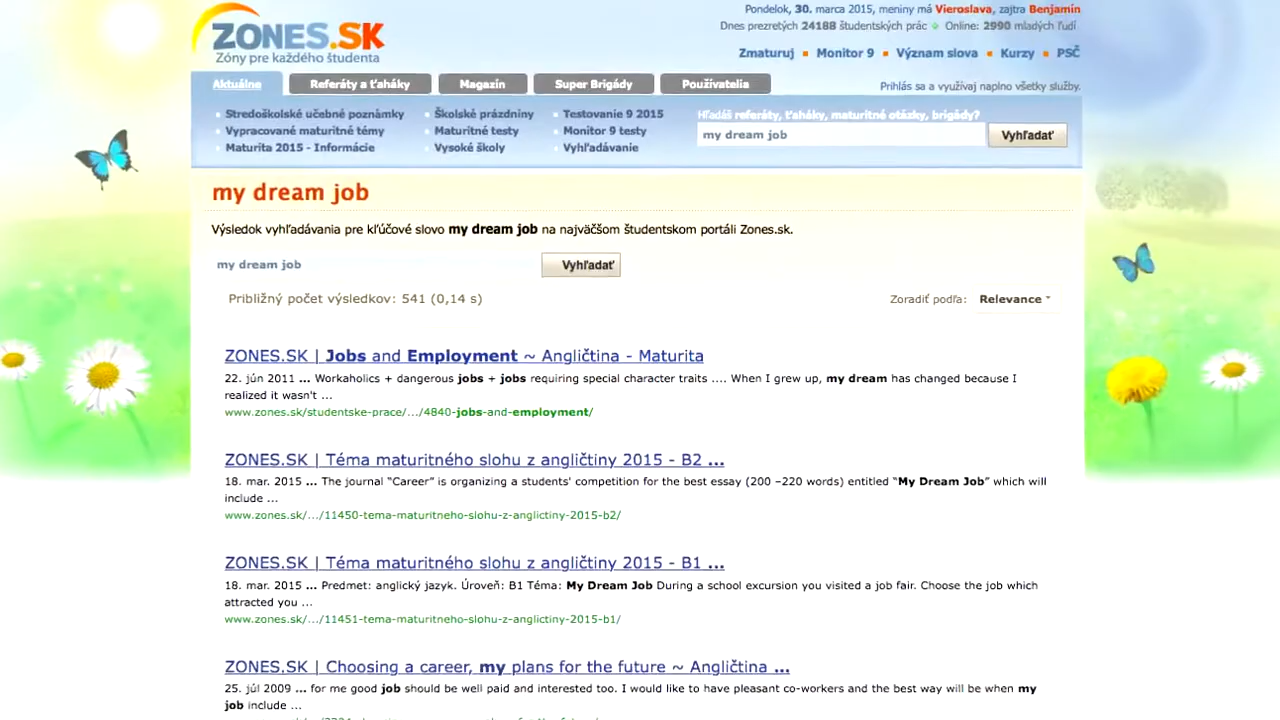 ZONES.SK
Zóny pre každého študenta
Pondelok, 30. marca 2015, meniny má Vieroslava, zajtra Benjamín
Dnes prezretých 24188 študentských prác Online: 2990 mladých ľudí
Zmaturuj Monitor 9 Význam slova Kurzy PSČ
Aktuálne Referáty a ťaháky Magazín Super Brigády Používatelia
Prihlás sa a využívaj naplno všetky služby.
Stredoškolské učebné poznámky Školské prázdniny Testovanie 9 2015
Hľadáš referáty, ťaháky, maturitné otázky, brigády?
Vypracované maturitné témy Maturitné testy Monitor 9 testy
my dream job Vyhľadať
Maturita 2015 - Informácie Vysoké školy Vyhľadávanie
my dream job
Výsledok vyhľadávania pre kľúčové slovo my dream job na najväčšom študentskom portáli Zones.sk.
my dream job Vyhľadať
Približný počet výsledkov: 541 (0,14 s) Zoradiť podľa: Relevance
ZONES.SK | Jobs and Employment ~ Angličtina - Maturita
22. jún 2011 ... Workaholics + dangerous jobs + jobs requiring special character traits .... When I grew up, my dream has changed because I
realized it wasn't ...
www.zones.sk/studentske-prace/.../4840-jobs-and-employment/
ZONES.SK | Téma maturitného slohu z angličtiny 2015 - B2 ...
18. mar. 2015 ... The journal “Career” is organizing a students' competition for the best essay (200 –220 words) entitled “My Dream Job” which will
include ...
www.zones.sk/.../11450-tema-maturitneho-slohu-z-anglictiny-2015-b2/
ZONES.SK | Téma maturitného slohu z angličtiny 2015 - B1 ...
18. mar. 2015 ... Predmet: anglický jazyk. Úroveň: B1 Téma: My Dream Job During a school excursion you visited a job fair. Choose the job which
attracted you ...
www.zones.sk/.../11451-tema-maturitneho-slohu-z-anglictiny-2015-b1/
ZONES.SK | Choosing a career, my plans for the future ~ Angličtina ...
25. júl 2009 ... for me good job should be well paid and interested too. I would like to have pleasant co-workers and the best way will be when my
job include ...